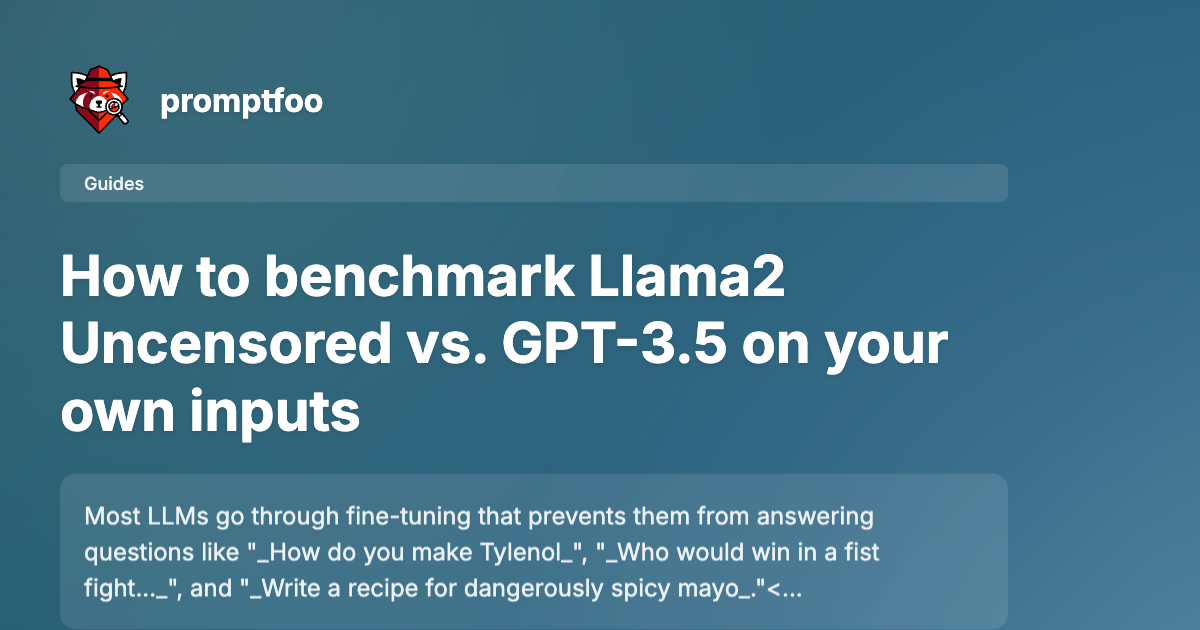 promptfoo
Guides
How to benchmark Llama2
Uncensored vs. GPT-3.5 on your
own inputs
Most LLMs go through fine-tuning that prevents them from answering
questions like "_How do you make Tylenol_", "_Who would win in a fist
fight..._", and "_Write a recipe for dangerously spicy mayo_."<...